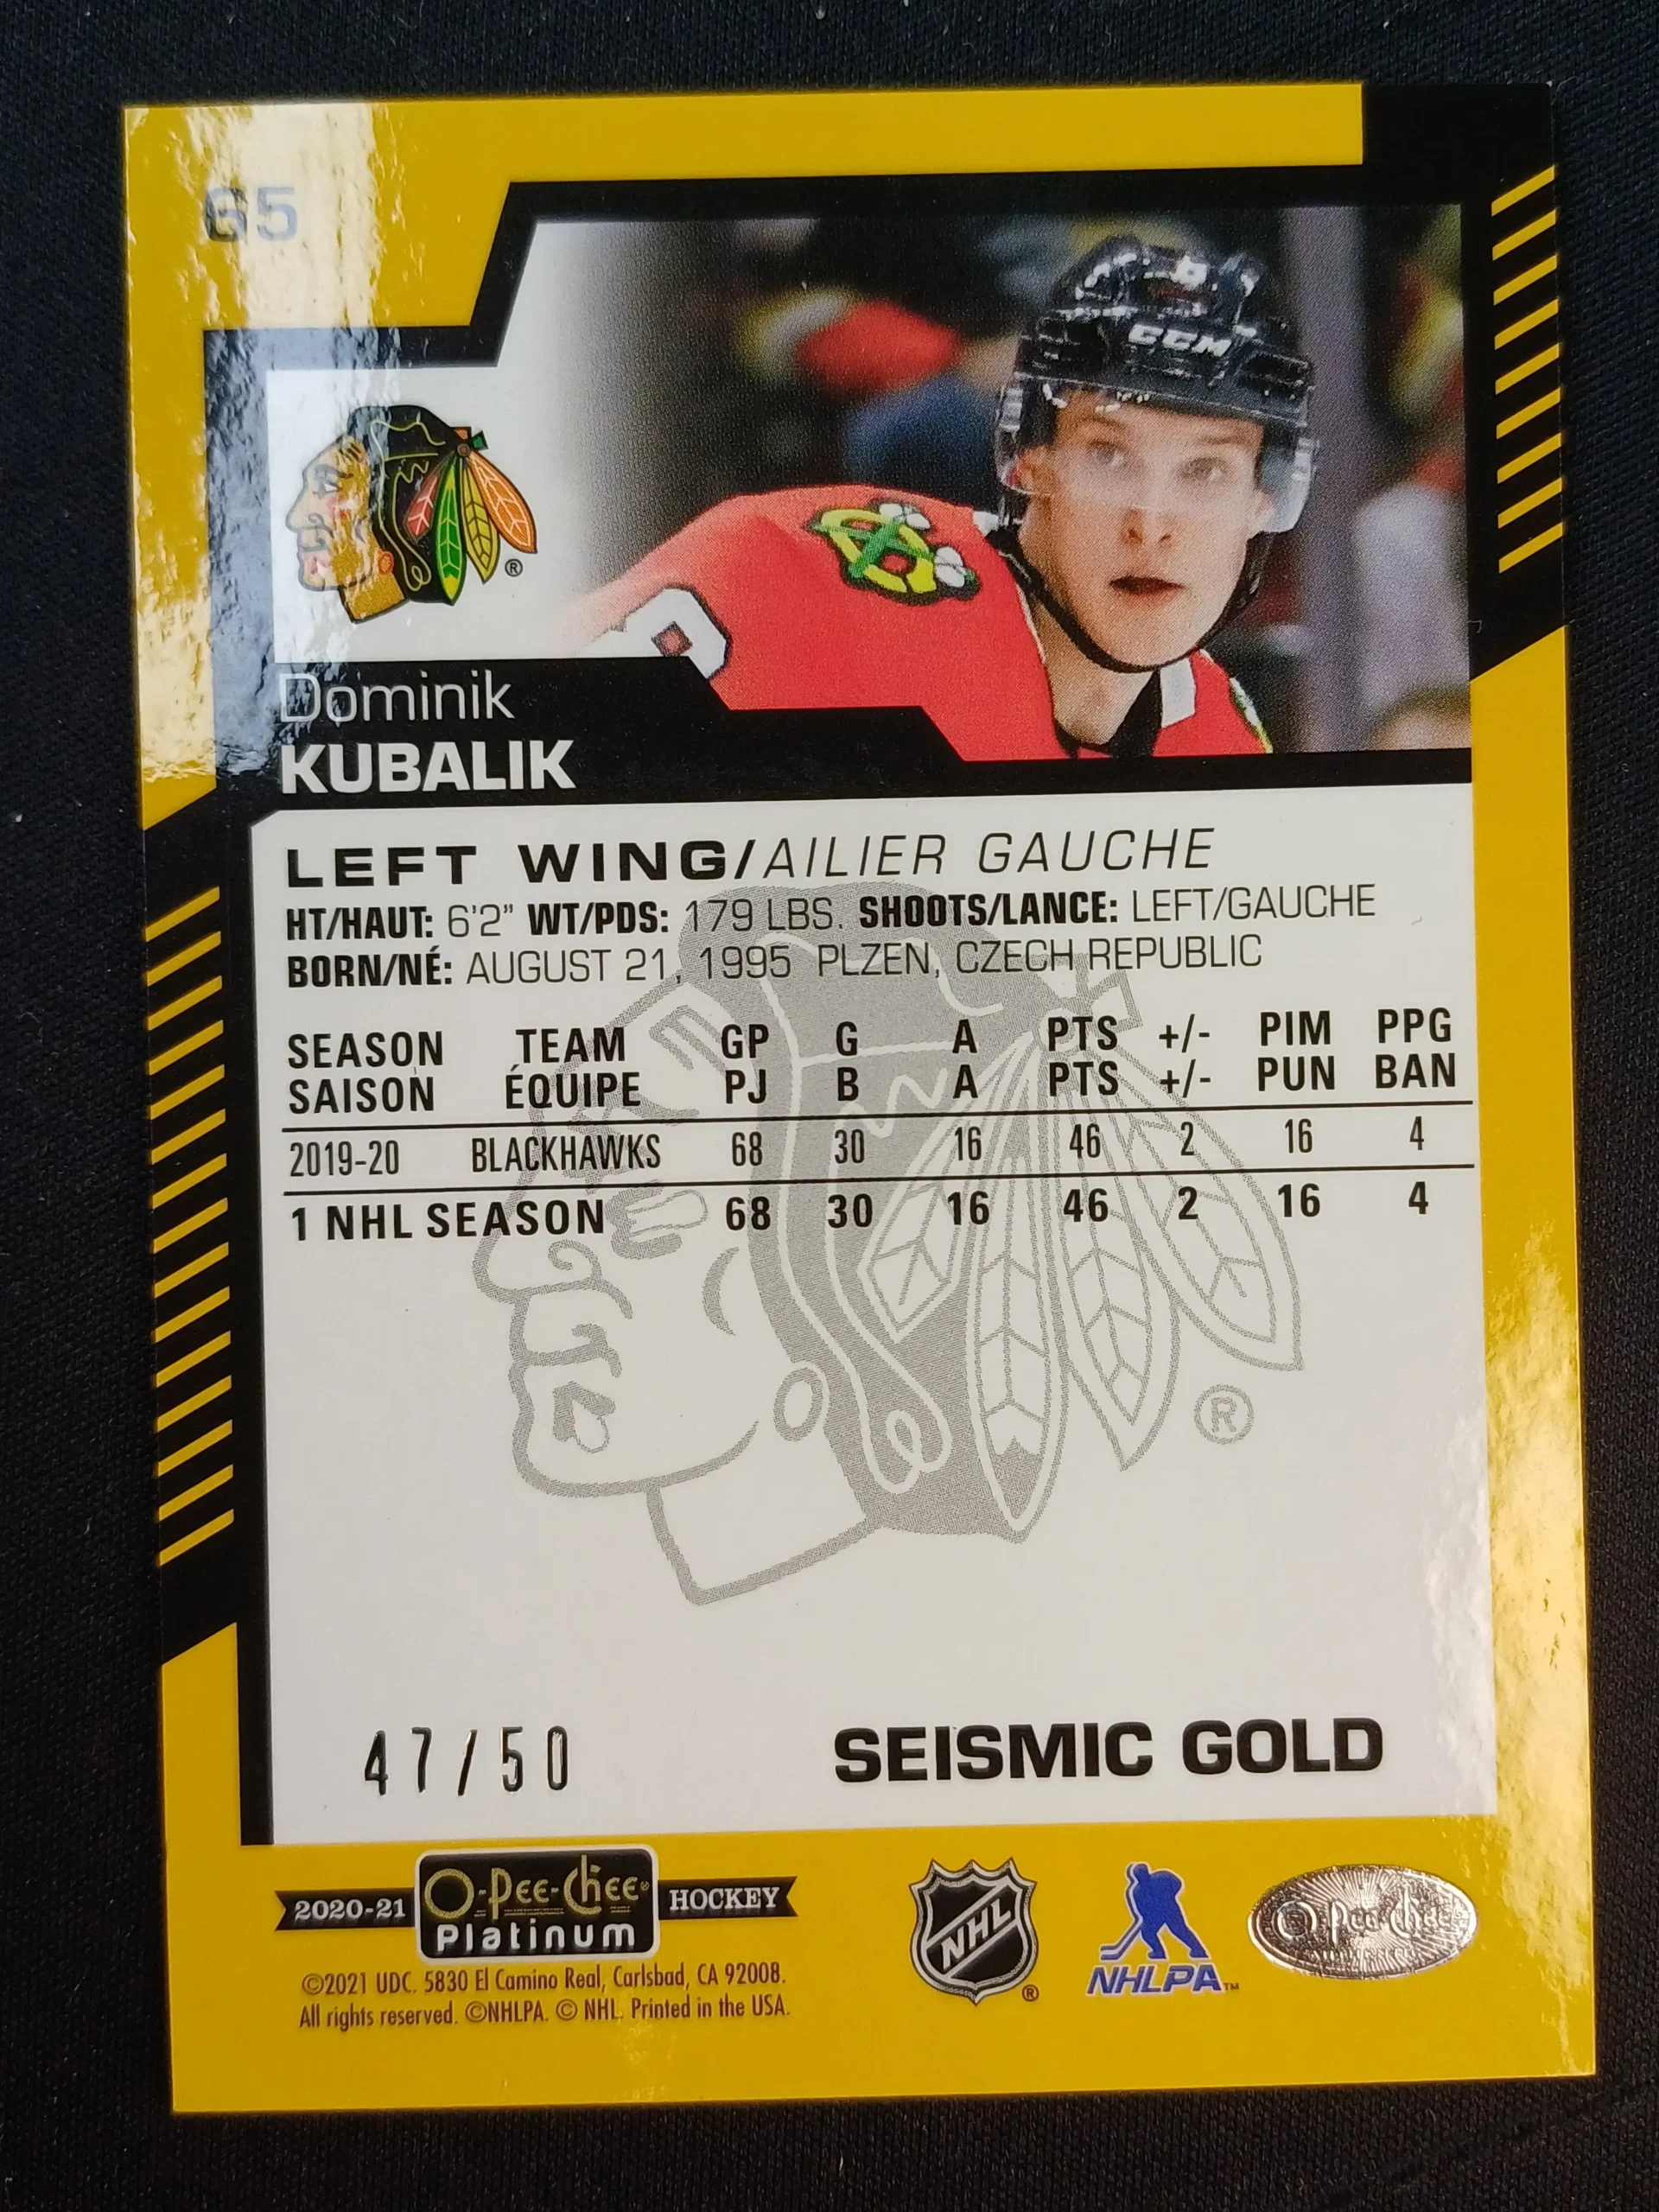 65
CCM
®
Dominik
KUBALIK
LEFT WING/AILIER GAUCHE
HT/HAUT: 6'2” WT/PDS: 179 LBS. SHOOTS/LANCE: LEFT/GAUCHE
BORN/NÉ: AUGUST 21, 1995 PLZEN, CZECH REPUBLIC
SEASON TEAM GP G A PTS +/- PIM PPG
SAISON ÉQUIPE PJ B A PTS +/- PUN BAN
2019-20 BLACKHAWKS 68 30 16 46 2 16 4
1 NHL SEASON 68 30 16 46 2 16 4
®
47/50 SEISMIC GOLD
2020-21 O-Pee-Chee® HOCKEY
Platinum
NHL ® NHLPA™ O-Pee-Chee
©2021 UDC. 5830 El Camino Real, Carlsbad, CA 92008.
All rights reserved. ©NHLPA. © NHL. Printed in the USA.